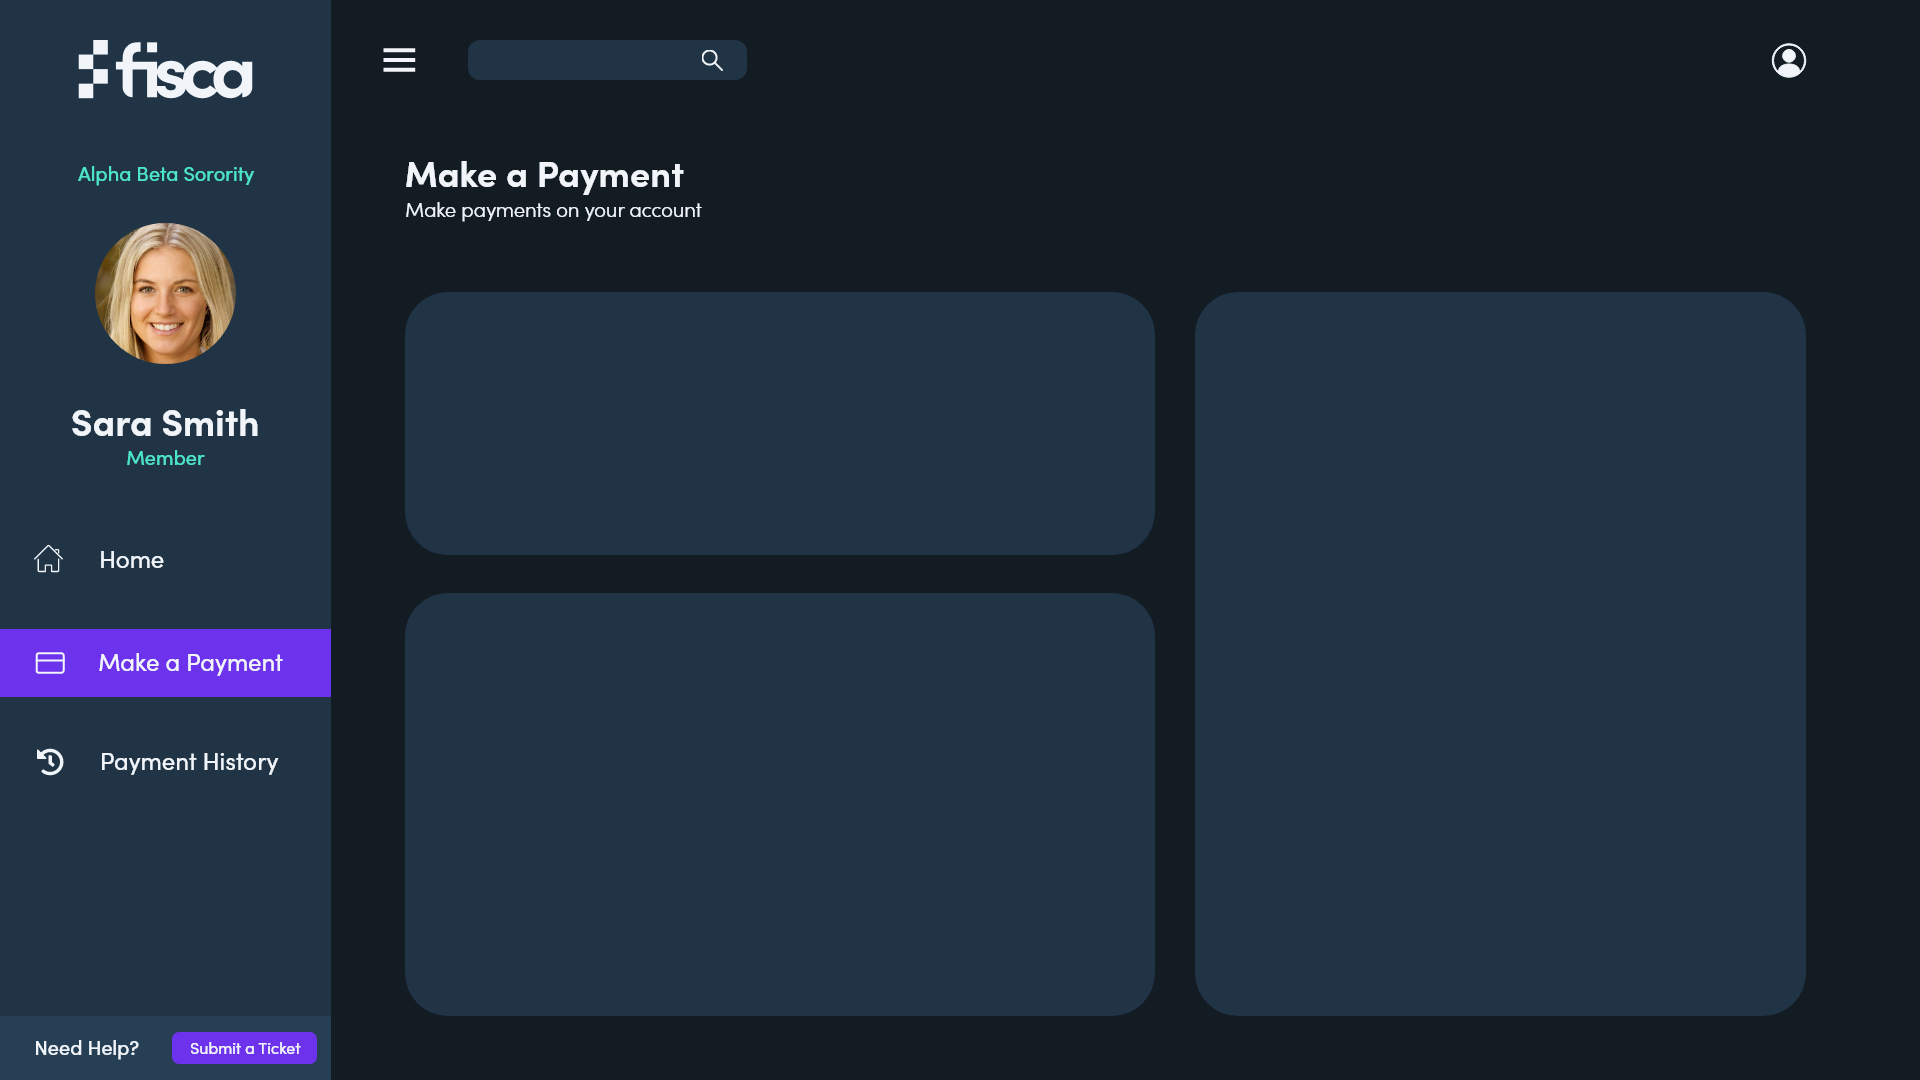 fisca
Alpha Beta Sorority
Sara Smith
Member
Home
Make a Payment
Payment History
Need Help?
Submit a Ticket
Make a Payment
Make payments on your account